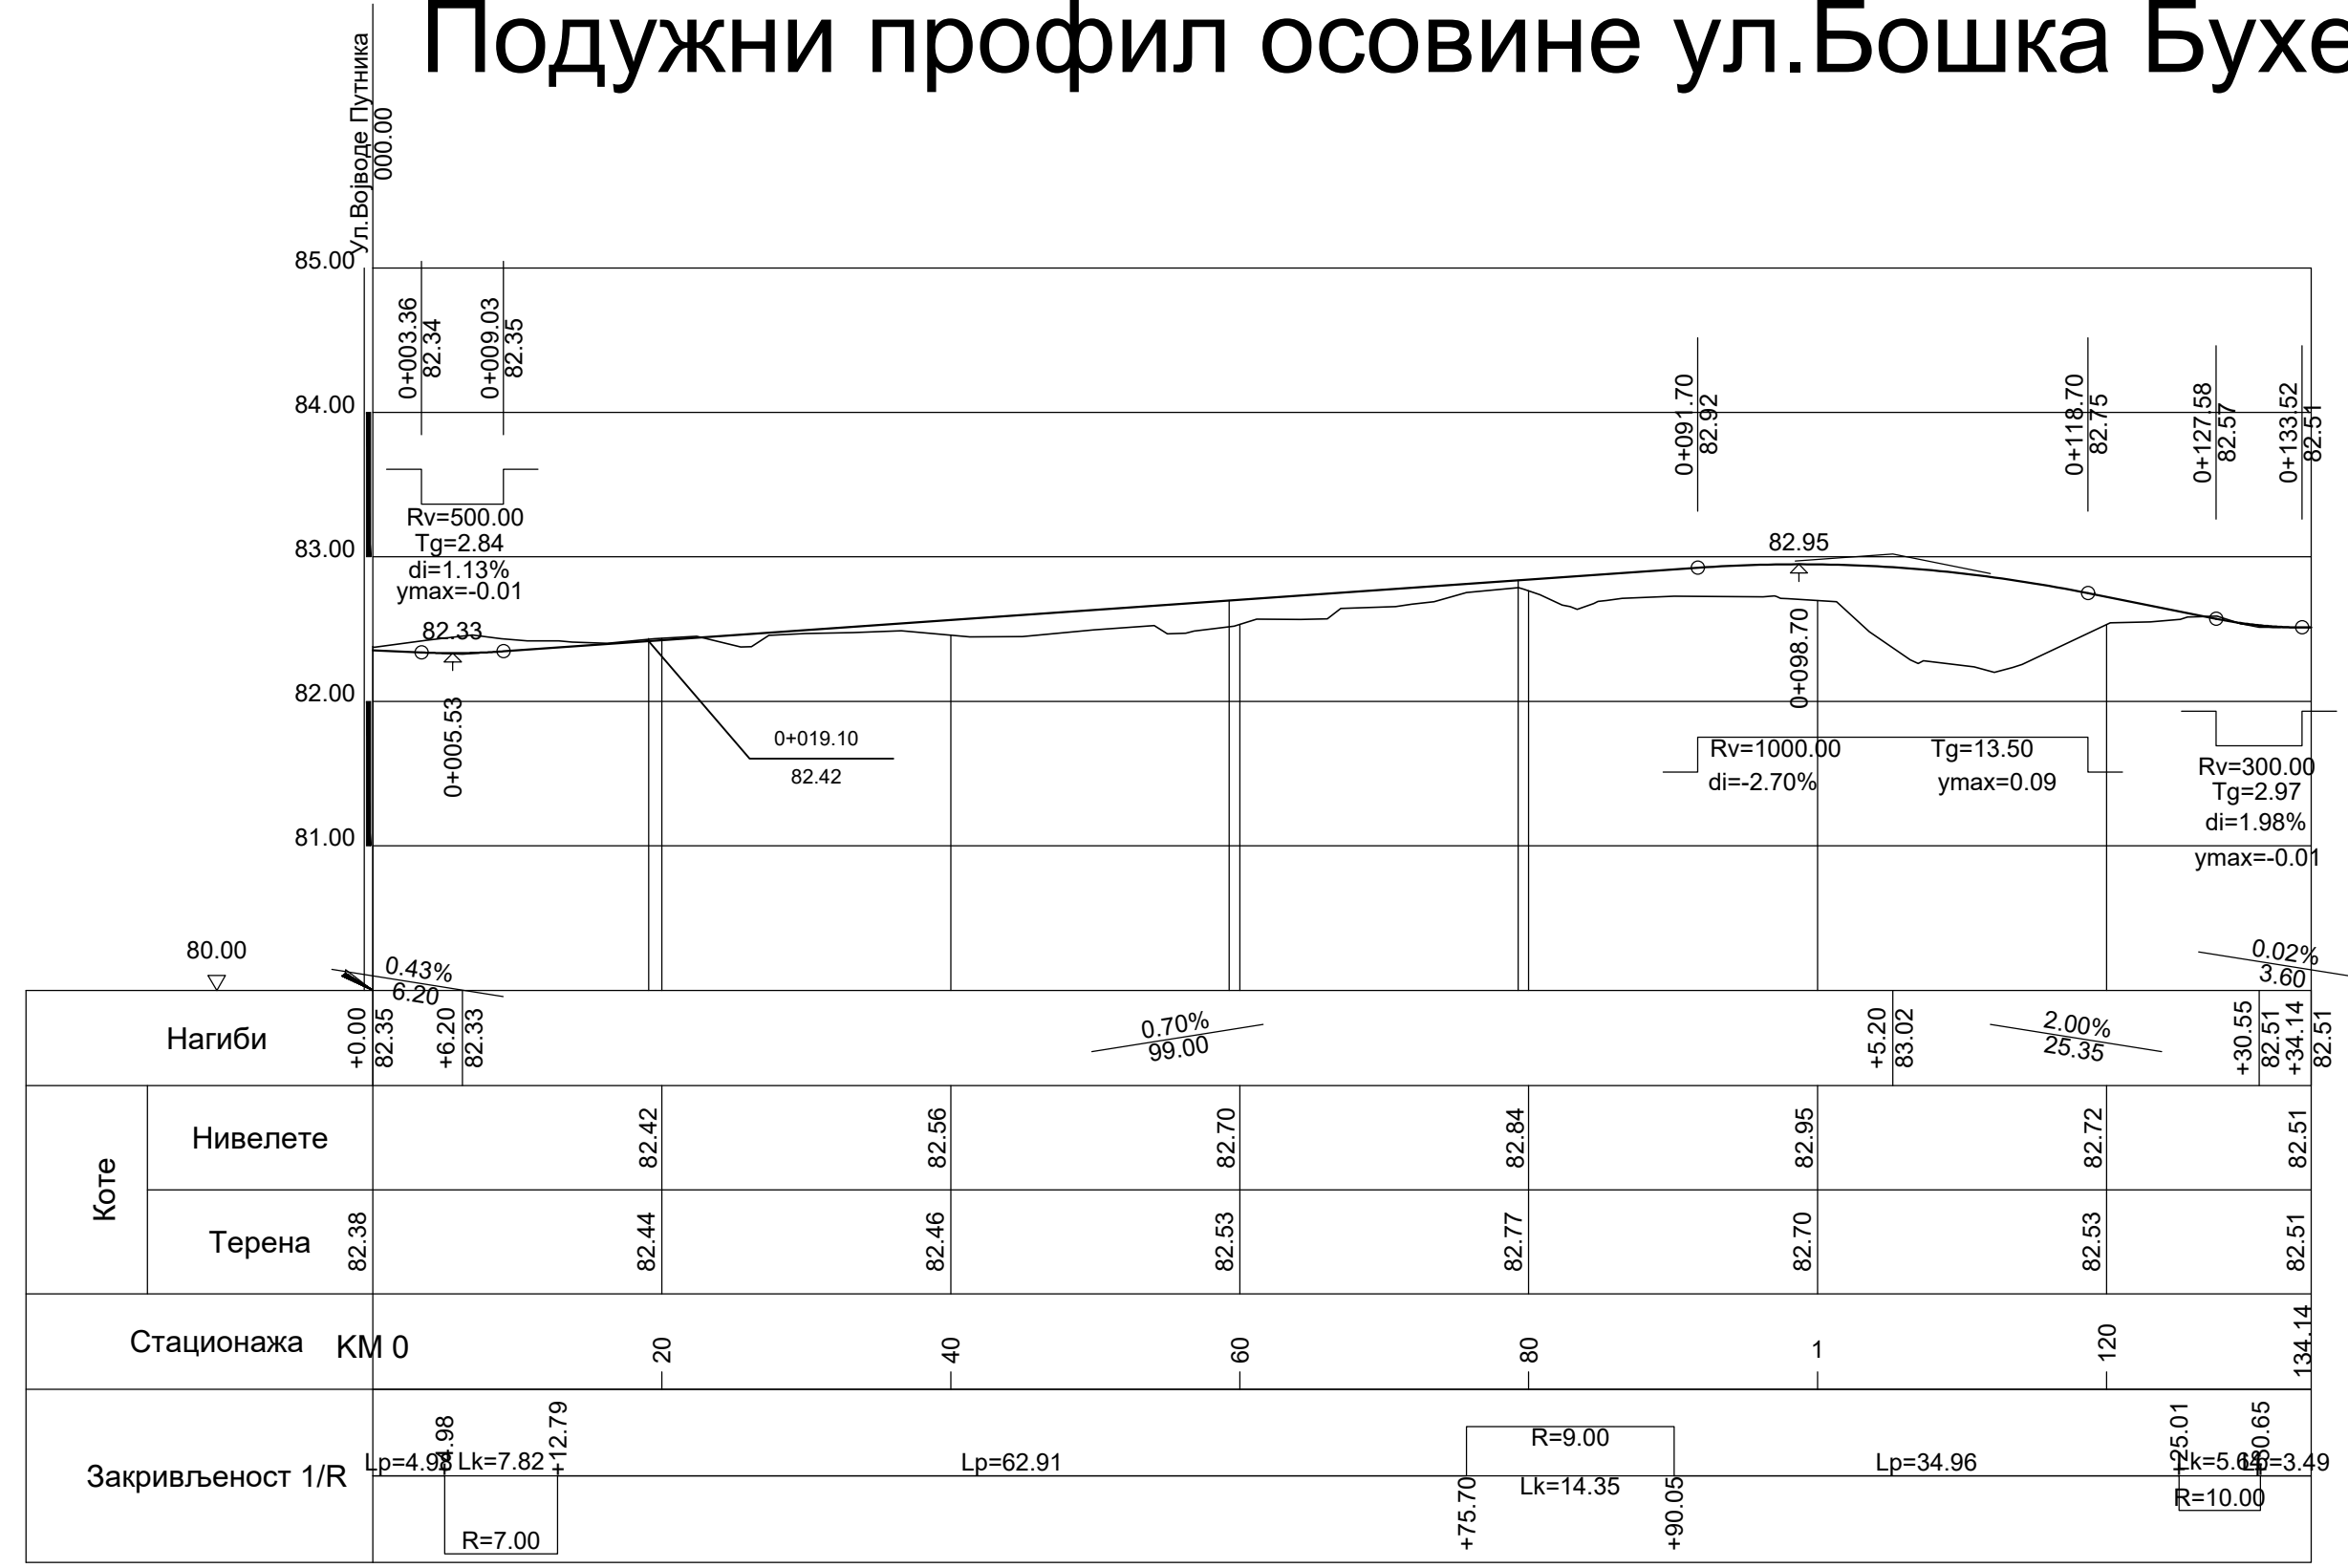 Подужни профил осовине ул.Бошка Бухе
Ул.Војводе Путника
000.00
85.00
84.00
83.00
82.00
81.00
80.00
0+003.36
82.34
0+009.03
82.35
Rv=500.00
Tg=2.84
di=1.13%
ymax=-0.01
82.33
0+005.53
0+019.10
82.42
0+091.70
82.92
82.95
0+098.70
0+118.70
82.75
0+127.58
82.57
0+133.52
82.51
Rv=1000.00 Tg=13.50
di=-2.70% ymax=0.09
Rv=300.00
Tg=2.97
di=1.98%
ymax=-0.01
0.43%
6.20
0.02%
3.60
Нагиби
+0.00
82.35
+6.20
82.33
0.70%
99.00
+5.20
83.02
2.00%
25.35
+30.55
82.51
+34.14
82.51
Коте
Нивелете
82.42 82.56 82.70 82.84 82.95 82.72 82.51
Терена
82.38 82.44 82.46 82.53 82.77 82.70 82.53 82.51
Стационажа KM 0 20 40 60 80 1 120 134.14
Закривљеност 1/R
Lp=4.98
+4.98
Lk=7.82
+12.79
R=7.00
Lp=62.91
+75.70
R=9.00
Lk=14.35
+90.05
Lp=34.96
+25.01
Lk=5.64
R=10.00
+30.65
Lp=3.49